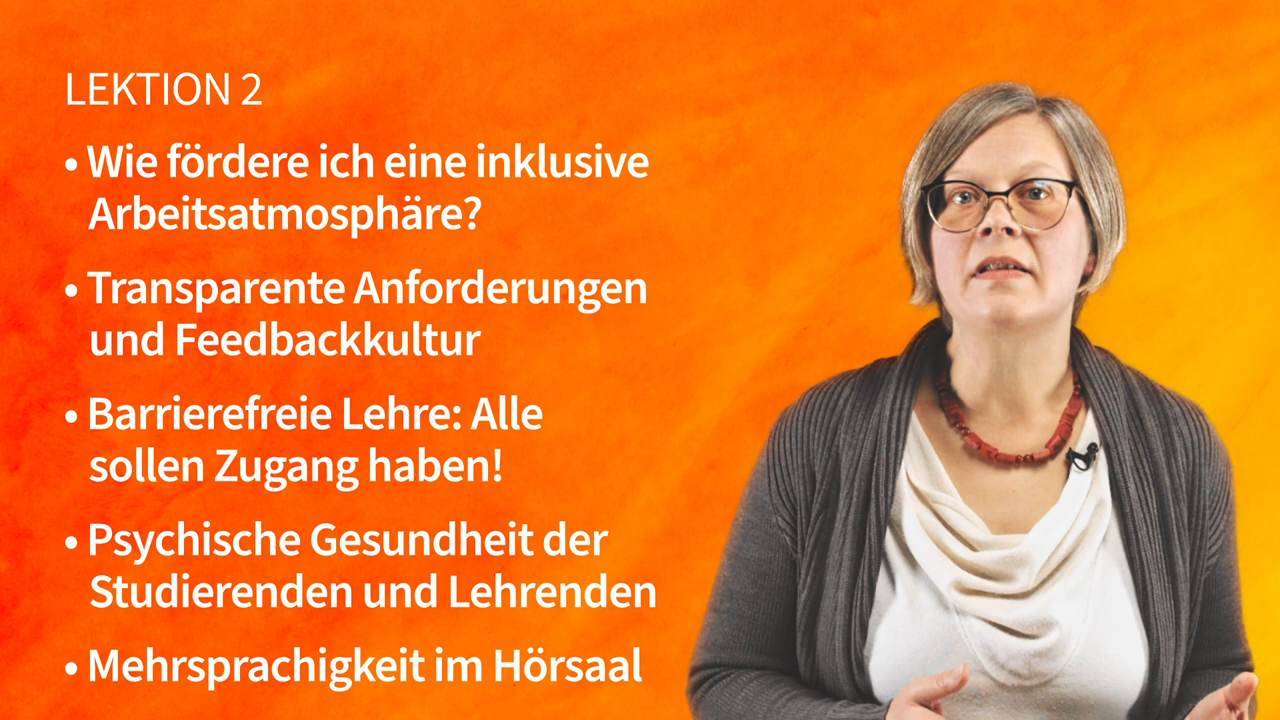 LEKTION 2
• Wie fördere ich eine inklusive
Arbeitsatmosphäre?
• Transparente Anforderungen
und Feedbackkultur
• Barrierefreie Lehre: Alle
sollen Zugang haben!
• Psychische Gesundheit der
Studierenden und Lehrenden
• Mehrsprachigkeit im Hörsaal